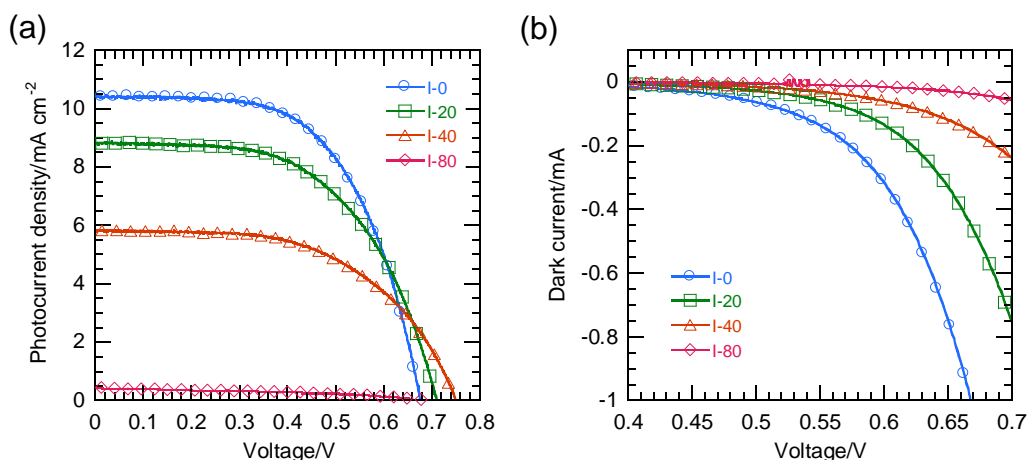 (a)
12
10
8
6
4
2
0
0
0.1
0.2
0.3
0.4
0.5
0.6
0.7
0.8
Photocurrent density/mA cm-2
Voltage/V
I-0
I-20
I-40
I-80
(b)
0
-0.2
-0.4
-0.6
-0.8
-1
0.4
0.45
0.5
0.55
0.6
0.65
0.7
Dark current/mA
Voltage/V
I-0
I-20
I-40
I-80